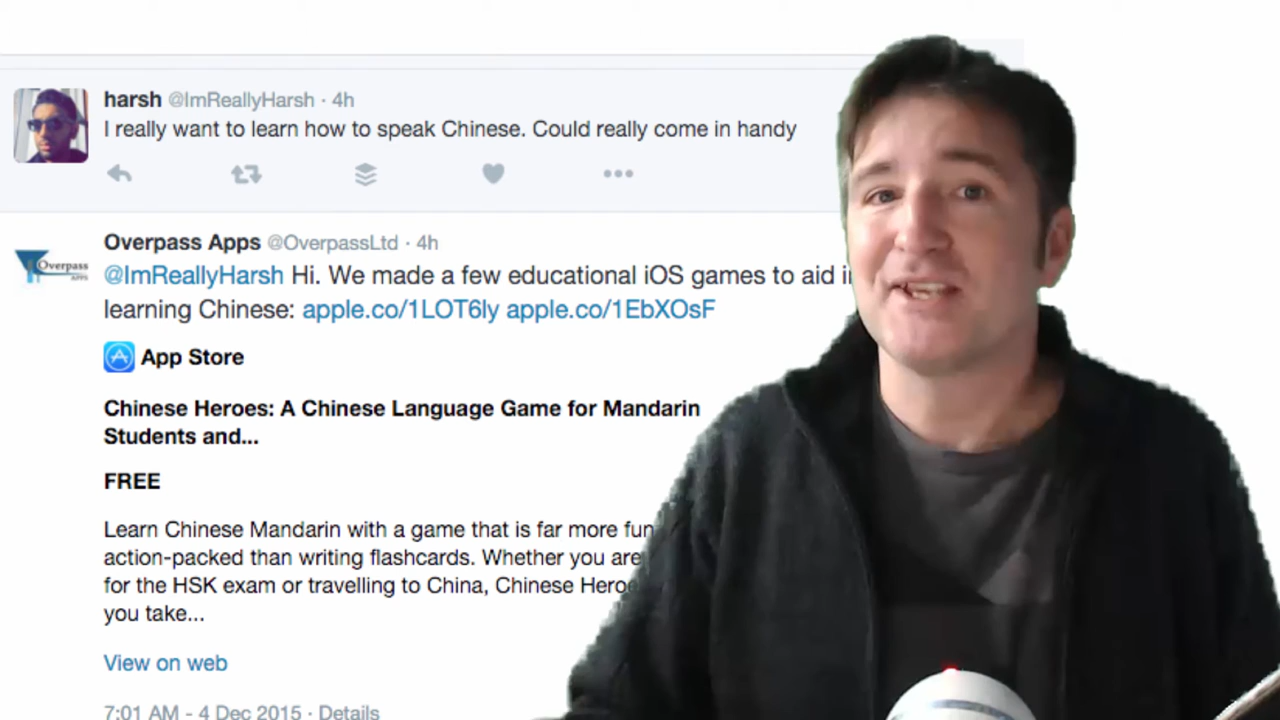 harsh @ImReallyHarsh · 4h
I really want to learn how to speak Chinese. Could really come in handy
Overpass Apps @OverpassLtd · 4h
Overpass
APPS
@ImReallyHarsh Hi. We made a few educational iOS games to aid
learning Chinese: apple.co/1LOT6ly apple.co/1EbXOsF
App Store
Chinese Heroes: A Chinese Language Game for Mandarin
Students and...
FREE
Learn Chinese Mandarin with a game that is far more fun
action-packed than writing flashcards. Whether you are
for the HSK exam or travelling to China, Chinese
you take...
View on web
7:01 AM - 4 Dec 2015 · Details